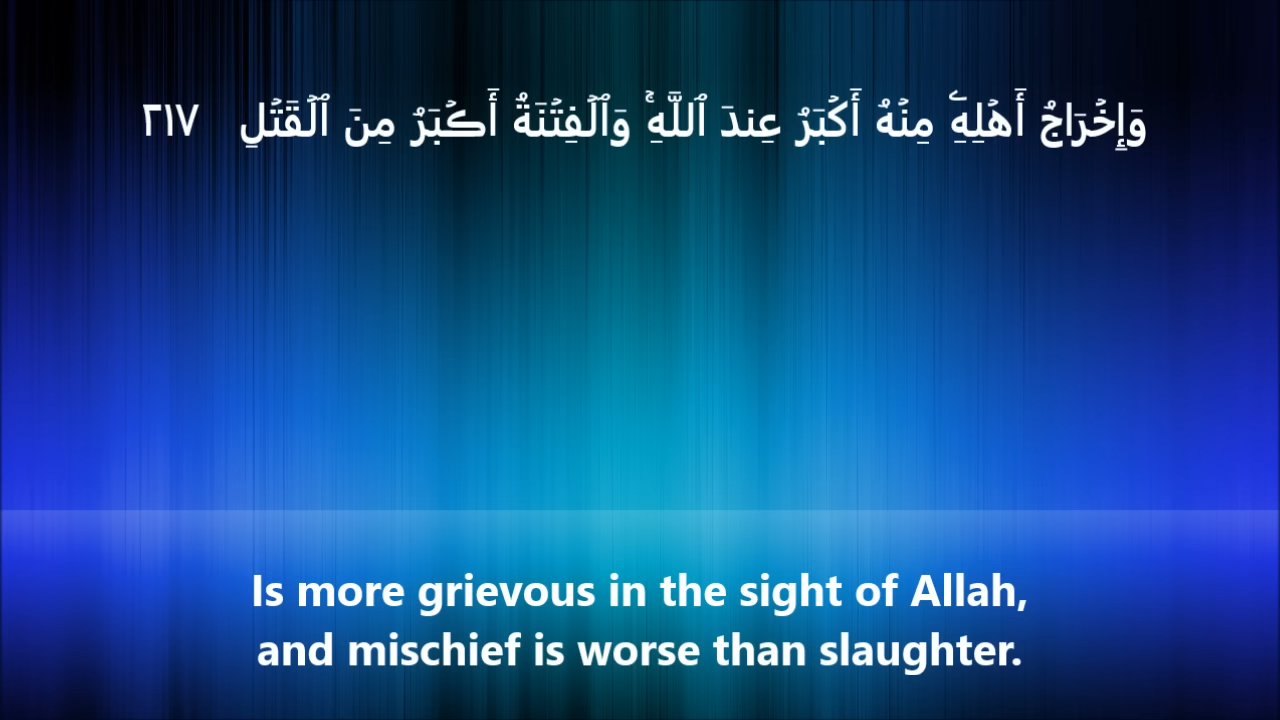 وَإِخْرَاجُ أَهْلِهِۦ مِنْهُ أَكْبَرُ عِندَ ٱللَّهِۚ وَٱلْفِتْنَةُ أَكْبَرُ مِنَ ٱلْقَتْلِ ٢١٧
Is more grievous in the sight of Allah,
and mischief is worse than slaughter.